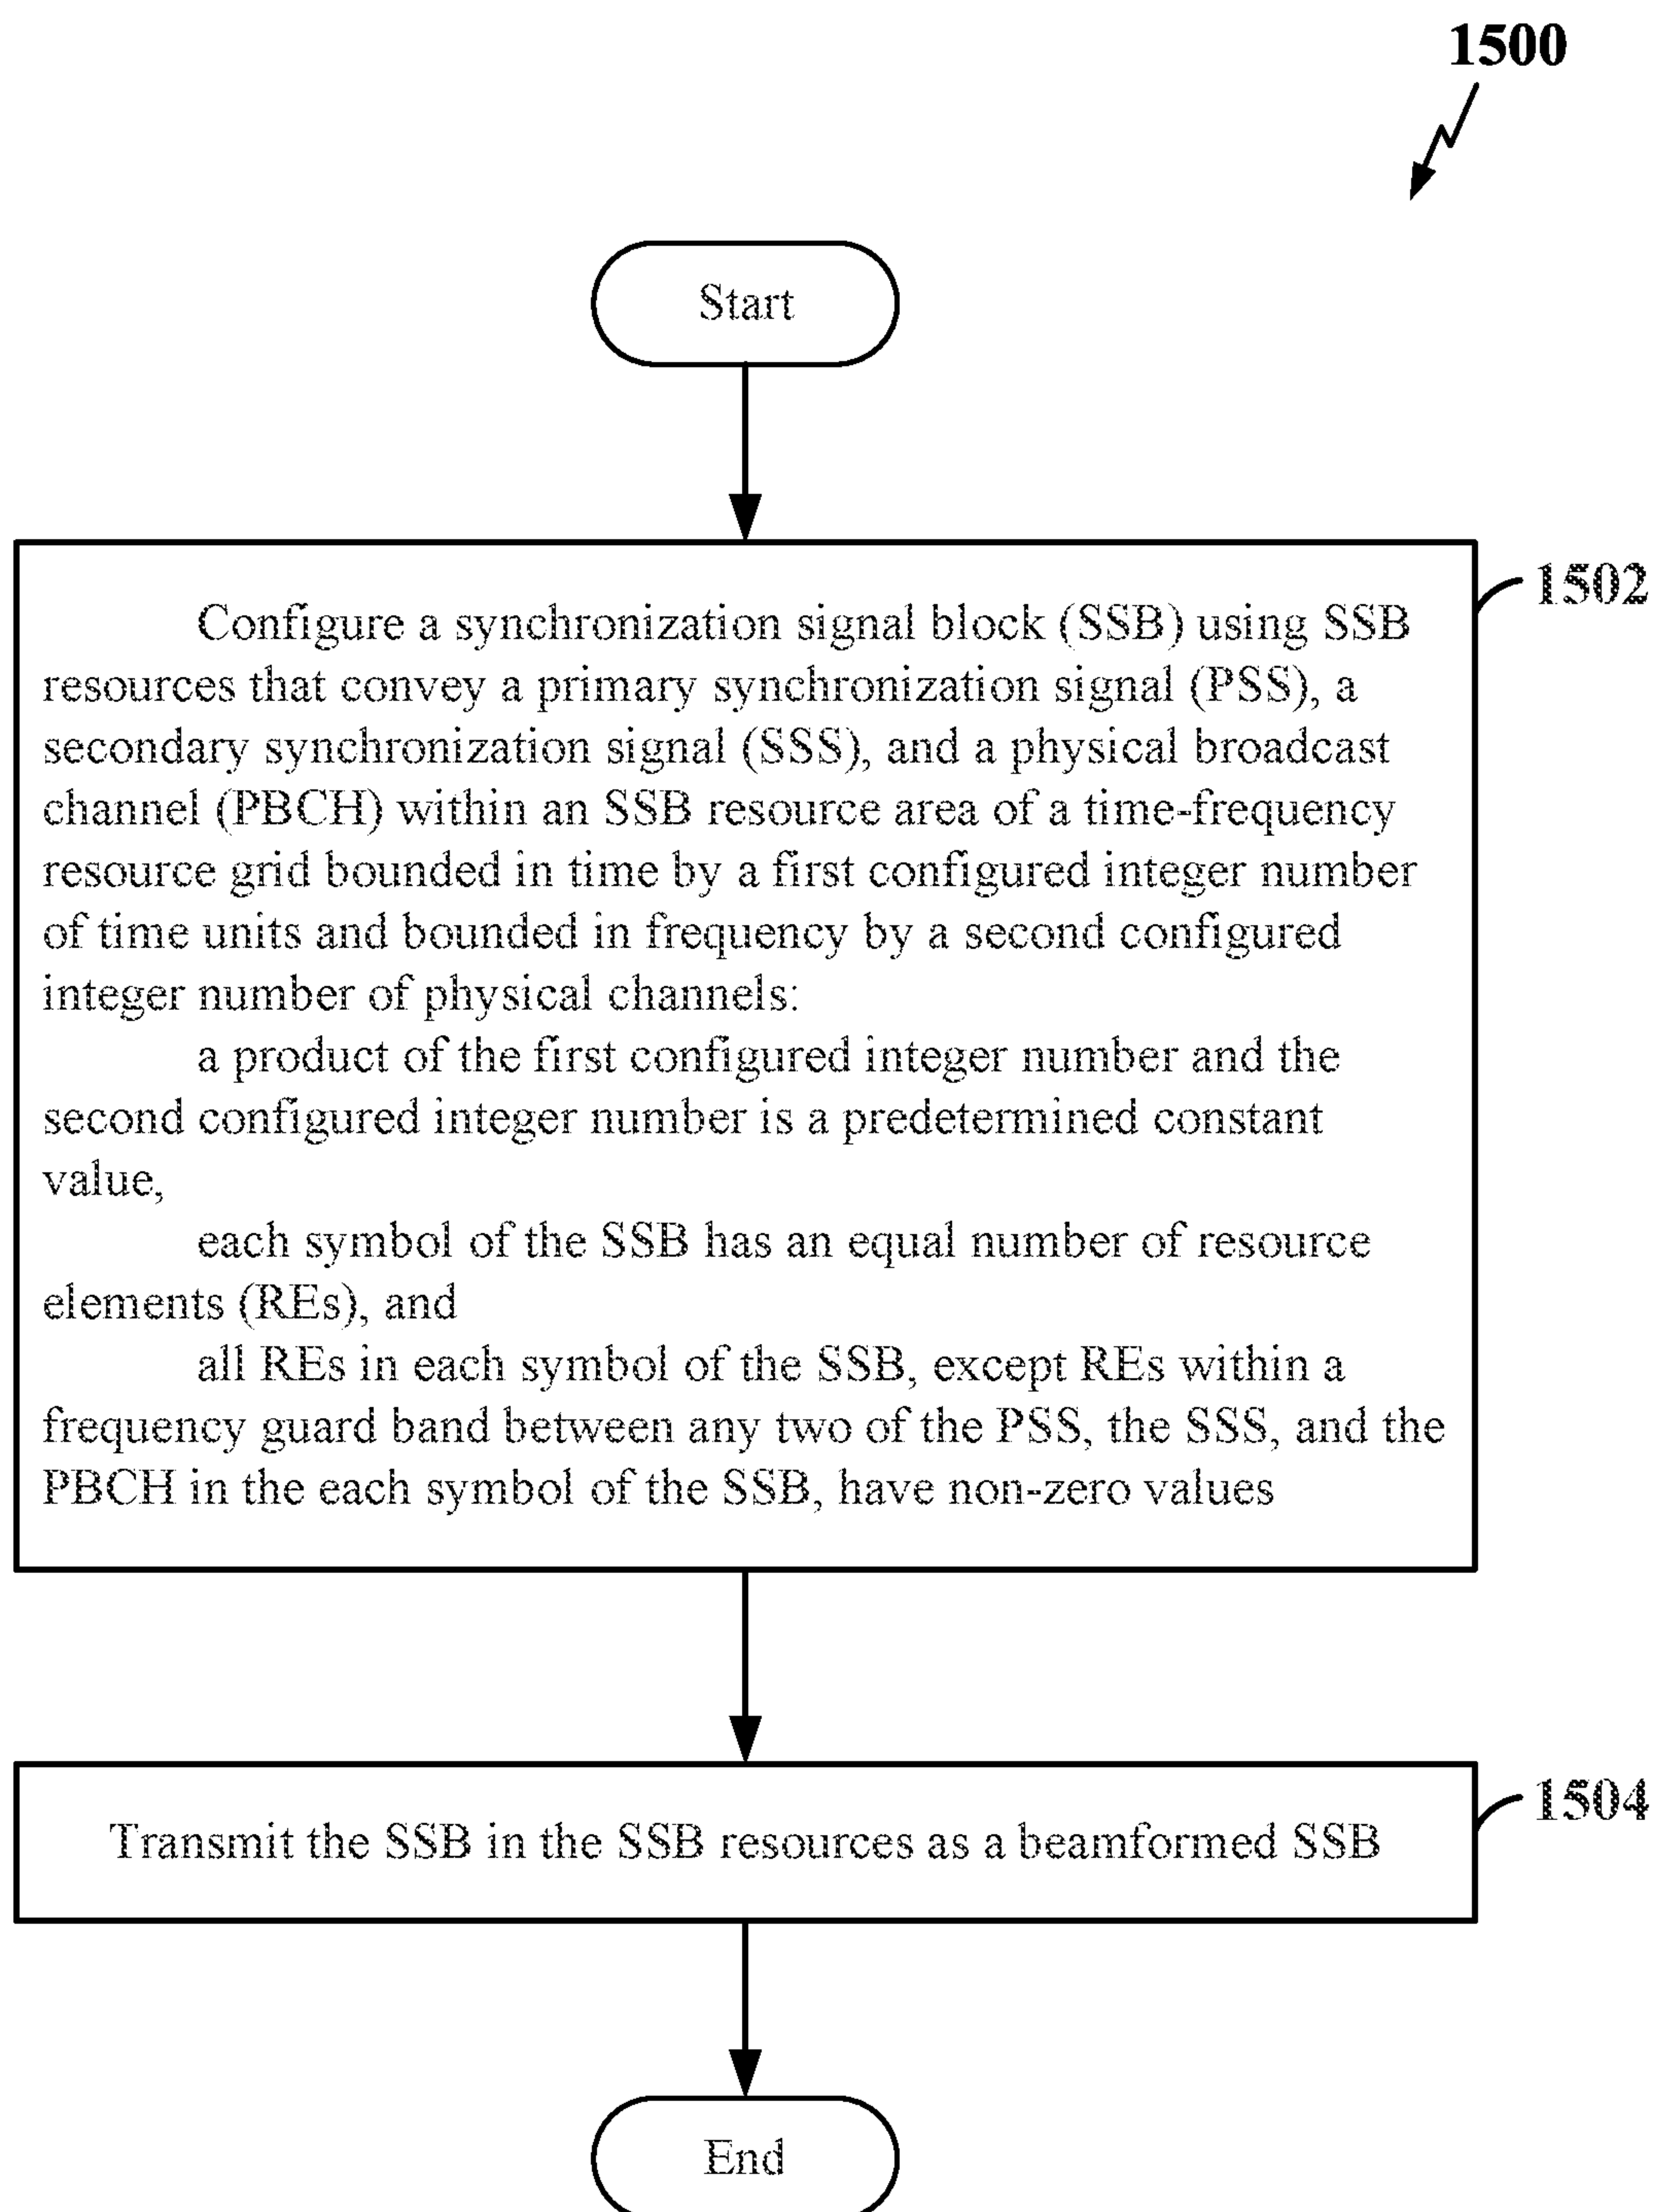 1500
Start
1502
Configure a synchronization signal block (SSB) using SSB
resources that convey a primary synchronization signal (PSS), a
secondary synchronization signal (SSS), and a physical broadcast
channel (PBCH) within an SSB resource area of a time-frequency
resource grid bounded in time by a first configured integer number
of time units and bounded in frequency by a second configured
integer number of physical channels:
a product of the first configured integer number and the
second configured integer number is a predetermined constant
value,
each symbol of the SSB has an equal number of resource
elements (REs), and
all REs in each symbol of the SSB, except REs within a
frequency guard band between any two of the PSS, the SSS, and the
PBCH in the each symbol of the SSB, have non-zero values
1504
Transmit the SSB in the SSB resources as a beamformed SSB
End